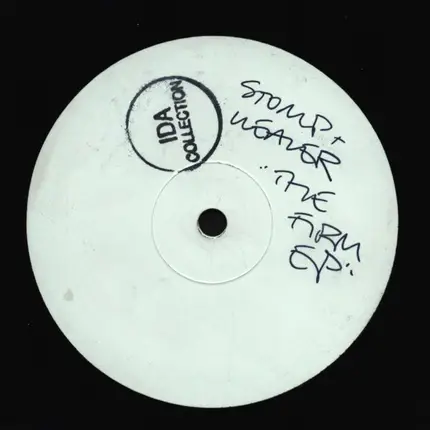 IDA
COLLECTION
STOMP +
WEAVER
"THE
FIRM
EP"